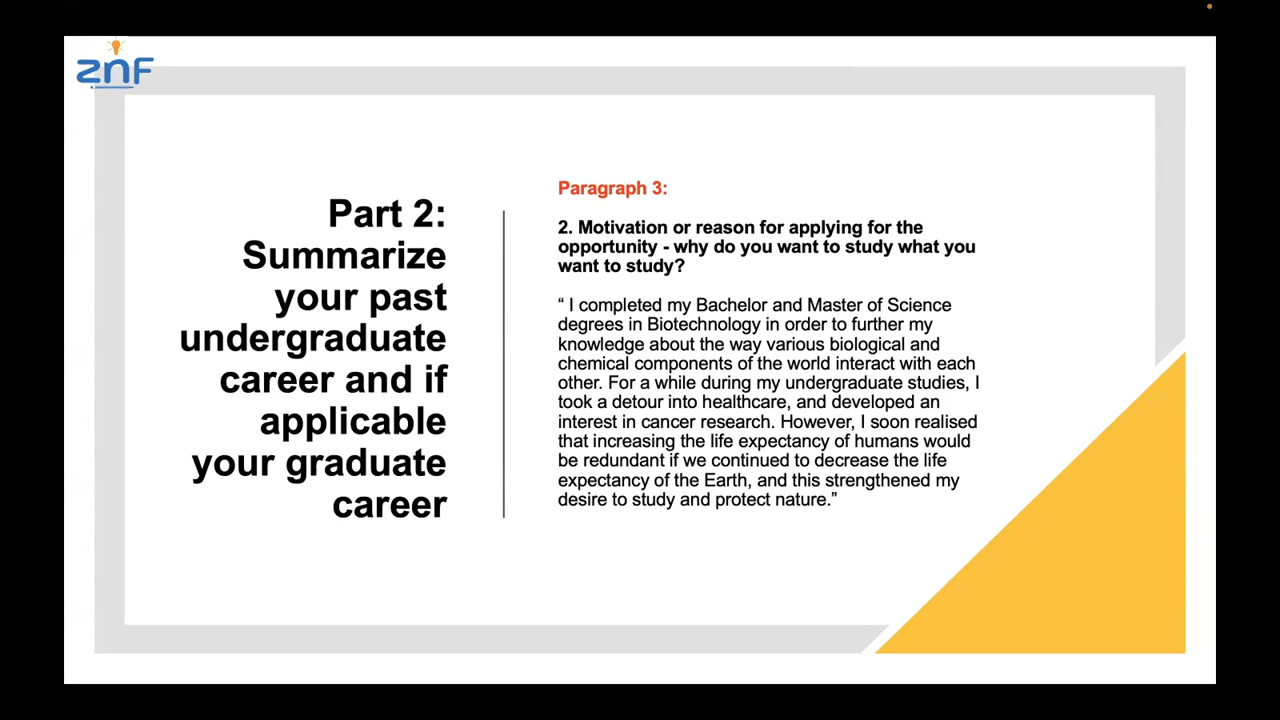 znF
Part 2:
Summarize
your past
undergraduate
career and if
applicable
your graduate
career
Paragraph 3:
2. Motivation or reason for applying for the
opportunity - why do you want to study what you
want to study?
“ I completed my Bachelor and Master of Science
degrees in Biotechnology in order to further my
knowledge about the way various biological and
chemical components of the world interact with each
other. For a while during my undergraduate studies, I
took a detour into healthcare, and developed an
interest in cancer research. However, I soon realised
that increasing the life expectancy of humans would
be redundant if we continued to decrease the life
expectancy of the Earth, and this strengthened my
desire to study and protect nature.”